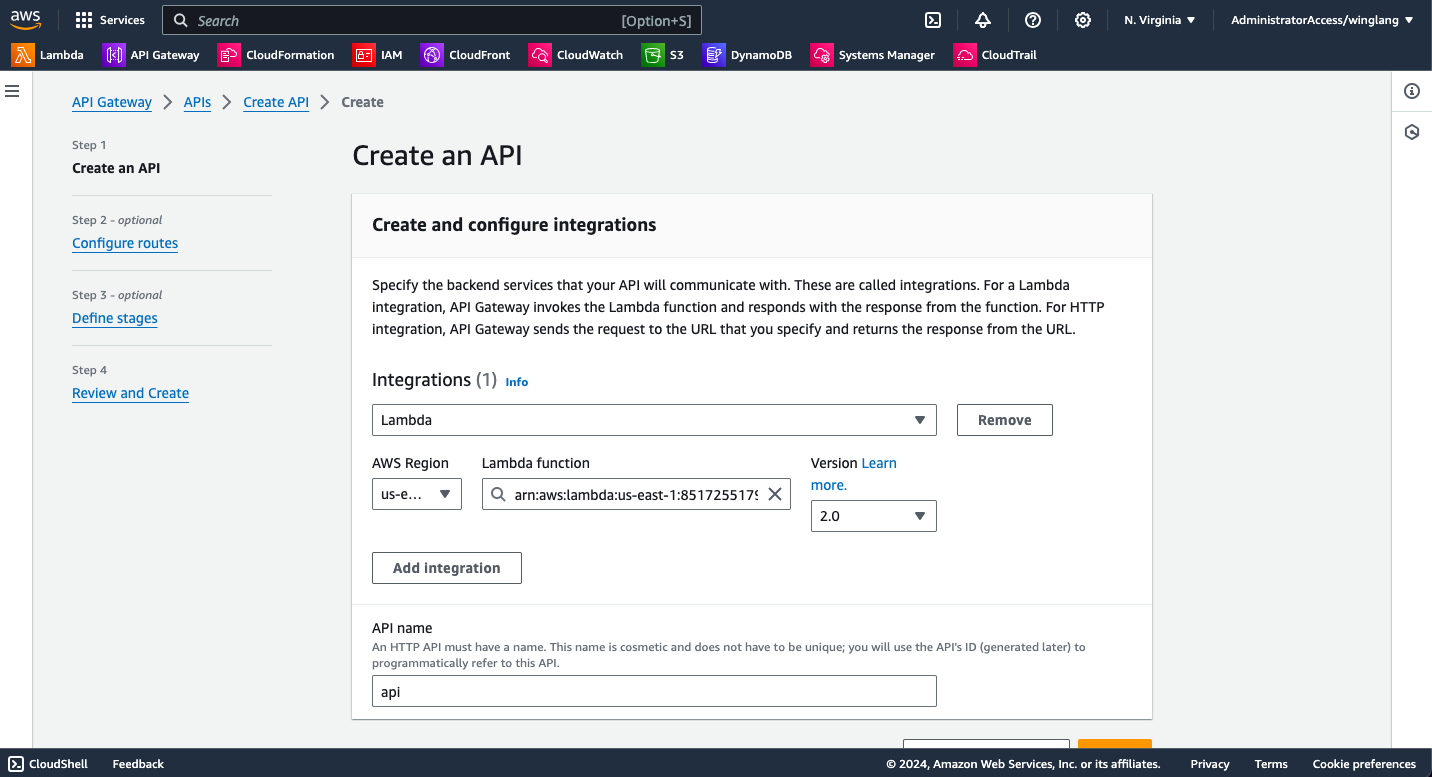 aws
Services
Search
[Option+S]
N. Virginia
AdministratorAccess/winglang
Lambda
API Gateway
CloudFormation
IAM
CloudFront
CloudWatch
S3
DynamoDB
Systems Manager
CloudTrail
API Gateway
APIs
Create API
Create
Step 1
Create an API
Step 2 - optional
Configure routes
Step 3 - optional
Define stages
Step 4
Review and Create
Create an API
Create and configure integrations
Specify the backend services that your API will communicate with. These are called integrations. For a Lambda
integration, API Gateway invokes the Lambda function and responds with the response from the function. For HTTP
integration, API Gateway sends the request to the URL that you specify and returns the response from the URL.
Integrations (1) Info
Lambda
Remove
AWS Region
us-e...
Lambda function
arn:aws:lambda:us-east-1:851725517
Version Learn
more.
2.0
Add integration
API name
An HTTP API must have a name. This name is cosmetic and does not have to be unique; you will use the API's ID (generated later) to
programmatically refer to this API.
api
CloudShell
Feedback
© 2024, Amazon Web Services, Inc. or its affiliates.
Privacy
Terms
Cookie preferences